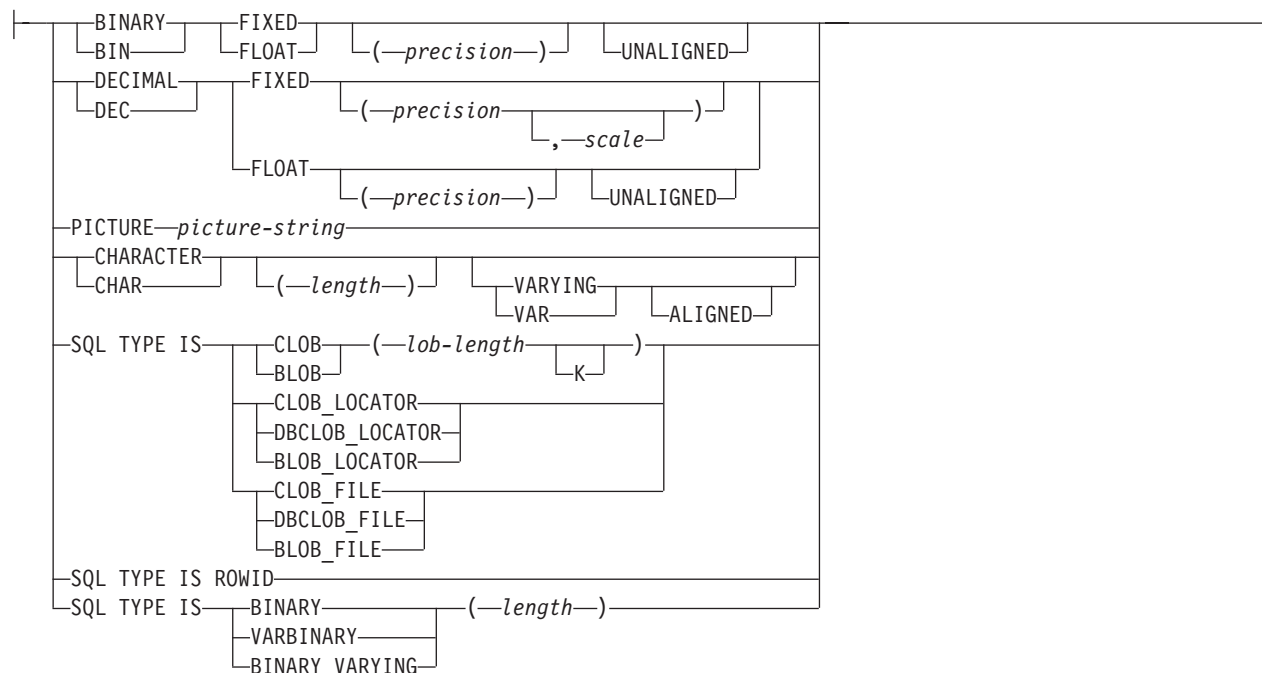 BINARY FIXED
BIN FLOAT (precision) UNALIGNED
DECIMAL FIXED
DEC (precision )
,scale
FLOAT
(precision) UNALIGNED
PICTURE picture-string
CHARACTER
CHAR (length) VARYING
VAR ALIGNED
SQL TYPE IS CLOB (lob-length )
BLOB K
CLOB_LOCATOR
DBCLOB_LOCATOR
BLOB_LOCATOR
CLOB_FILE
DBCLOB_FILE
BLOB_FILE
SQL TYPE IS ROWID
SQL TYPE IS BINARY (length)
VARBINARY
BINARY VARYING